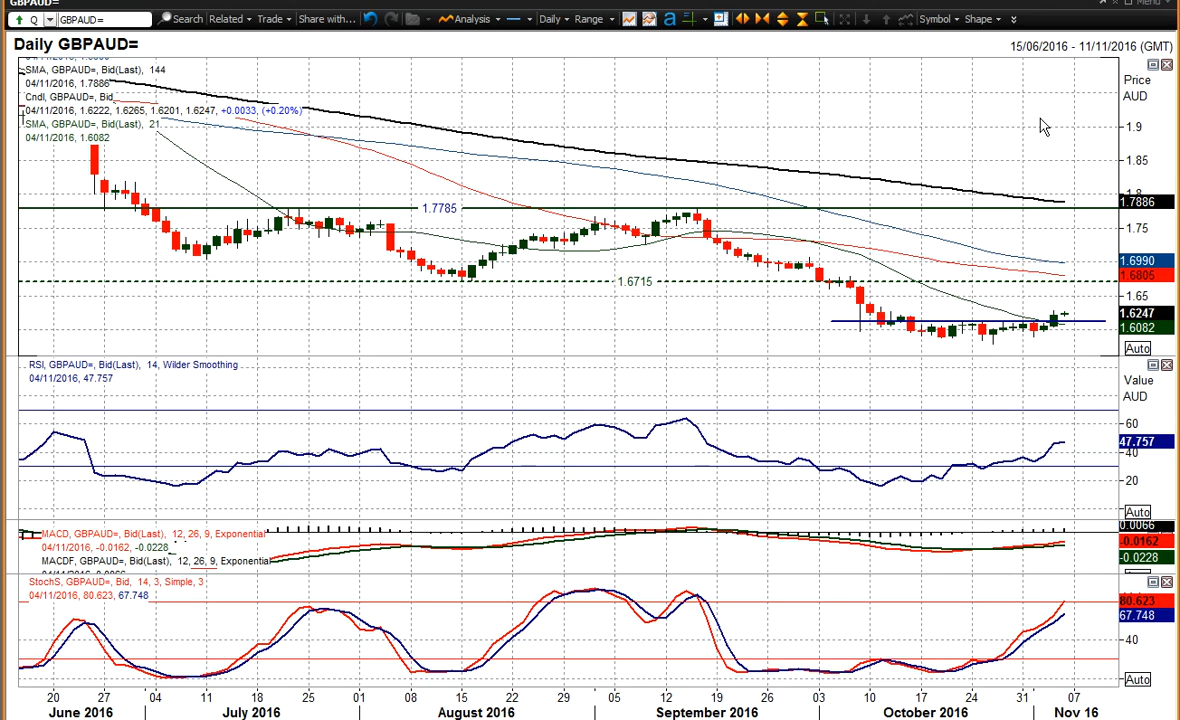 GBPAUD=
Menu
Q
GBPAUD=
Search
Related
Trade
Share with...
Analysis
Daily
Range
a
Symbol
Shape
Daily GBPAUD=
15/06/2016 - 11/11/2016 (GMT)
SMA, GBPAUD=, Bid(Last), 144
04/11/2016, 1.7886
Cndl, GBPAUD=, Bid
04/11/2016, 1.6222, 1.6265, 1.6201, 1.6247, +0.0033, (+0.20%)
SMA, GBPAUD=, Bid(Last), 21
04/11/2016, 1.6082
1.7785
1.6715
Price
AUD
1.9
1.85
1.8
1.7886
1.75
1.6990
1.6805
1.65
1.6247
1.6082
Auto
RSI, GBPAUD=, Bid(Last), 14, Wilder Smoothing
04/11/2016, 47.757
Value
AUD
60
47.757
40
20
Auto
MACD, GBPAUD=, Bid(Last), 12, 26, 9, Exponential
04/11/2016, -0.0162, -0.0228
MACDF, GBPAUD=, Bid(Last), 12, 26, 9, Exponential
0.0066
-0.0162
-0.0228
StochS, GBPAUD=, Bid, 14, 3, Simple, 3
04/11/2016, 80.623, 67.748
80.623
67.748
40
Auto
20 27 04 11 18 25 01 08 15 22 29 05 12 19 26 03 10 17 24 31 07
June 2016 July 2016 August 2016 September 2016 October 2016 Nov 16